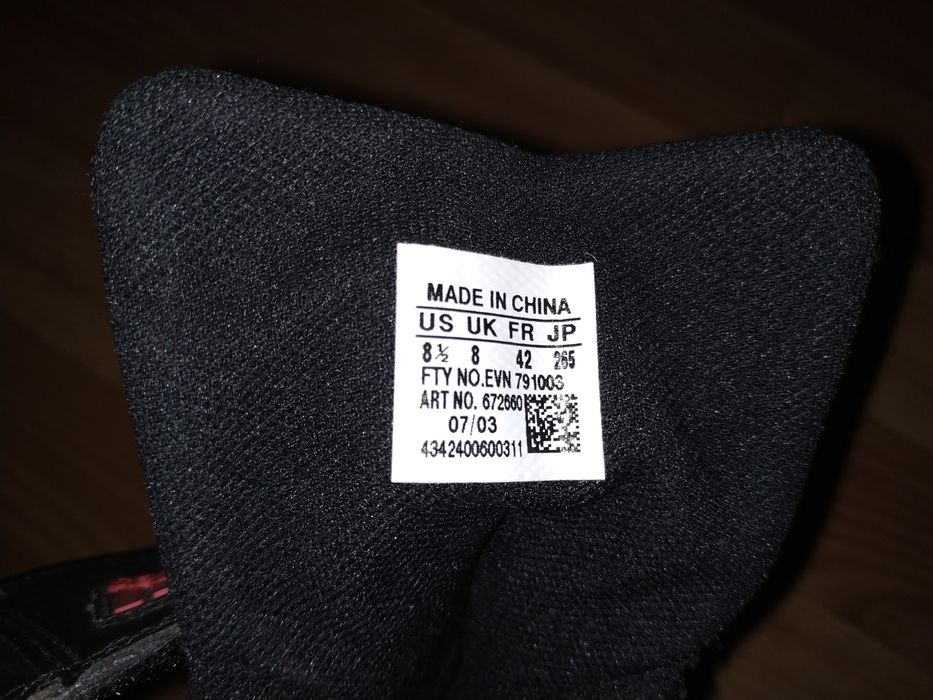 MADE IN CHINA
US UK FR JP
8½ 8 42 265
FTY NO.EVN 791003
ART NO. 672660
07/03
4342400600311